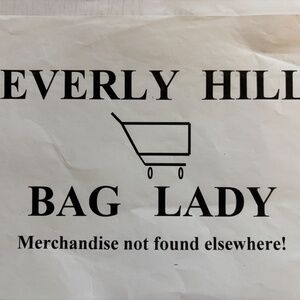 EVERLY HILL
BAG LADY
Merchandise not found elsewhere!